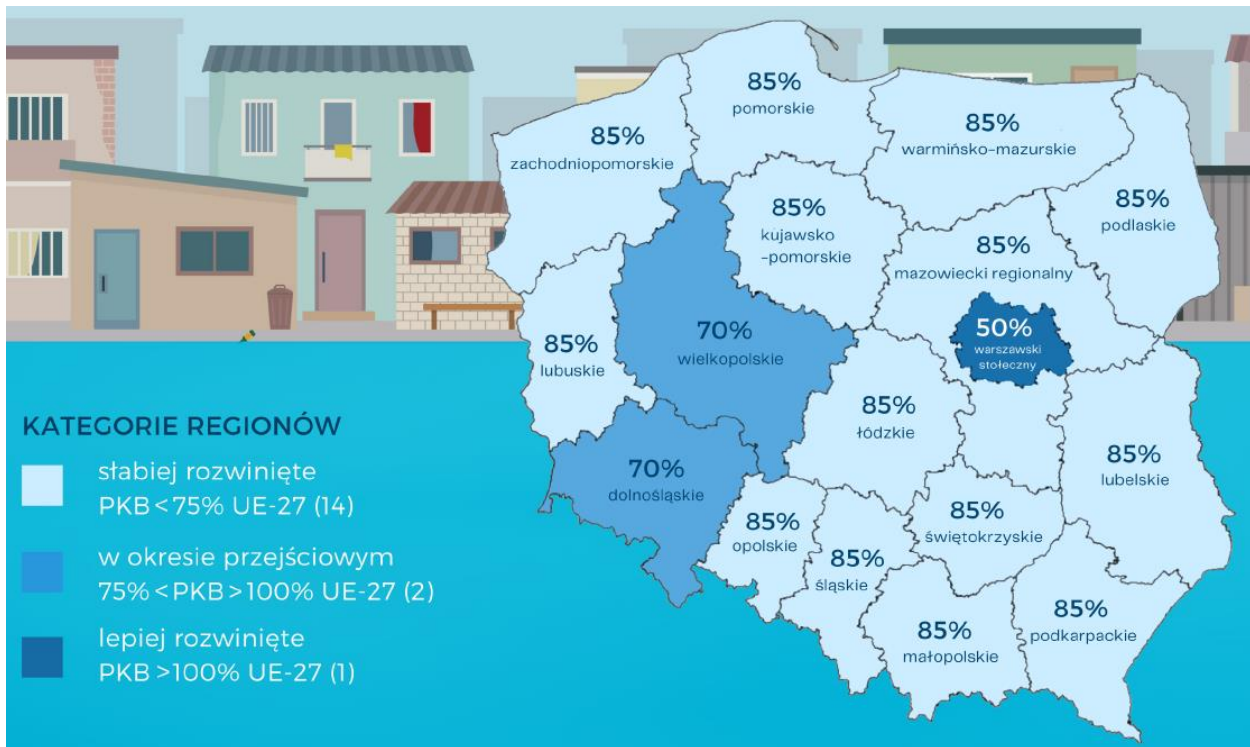 85%
pomorskie
85%
zachodniopomorskie
85%
warmińsko-mazurskie
85%
podlaskie
85%
kujawsko
-pomorskie
85%
mazowiecki regionalny
50%
warszawski
stołeczny
70%
wielkopolskie
85%
lubuskie
85%
łódzkie
85%
lubelskie
70%
dolnośląskie
85%
opolskie
85%
śląskie
85%
świętokrzyskie
85%
małopolskie
85%
podkarpackie
KATEGORIE REGIONÓW
słabiej rozwinięte
PKB<75% UE-27 (14)
w okresie przejściowym
75%<PKB>100% UE-27 (2)
lepiej rozwinięte
PKB >100% UE-27 (1)